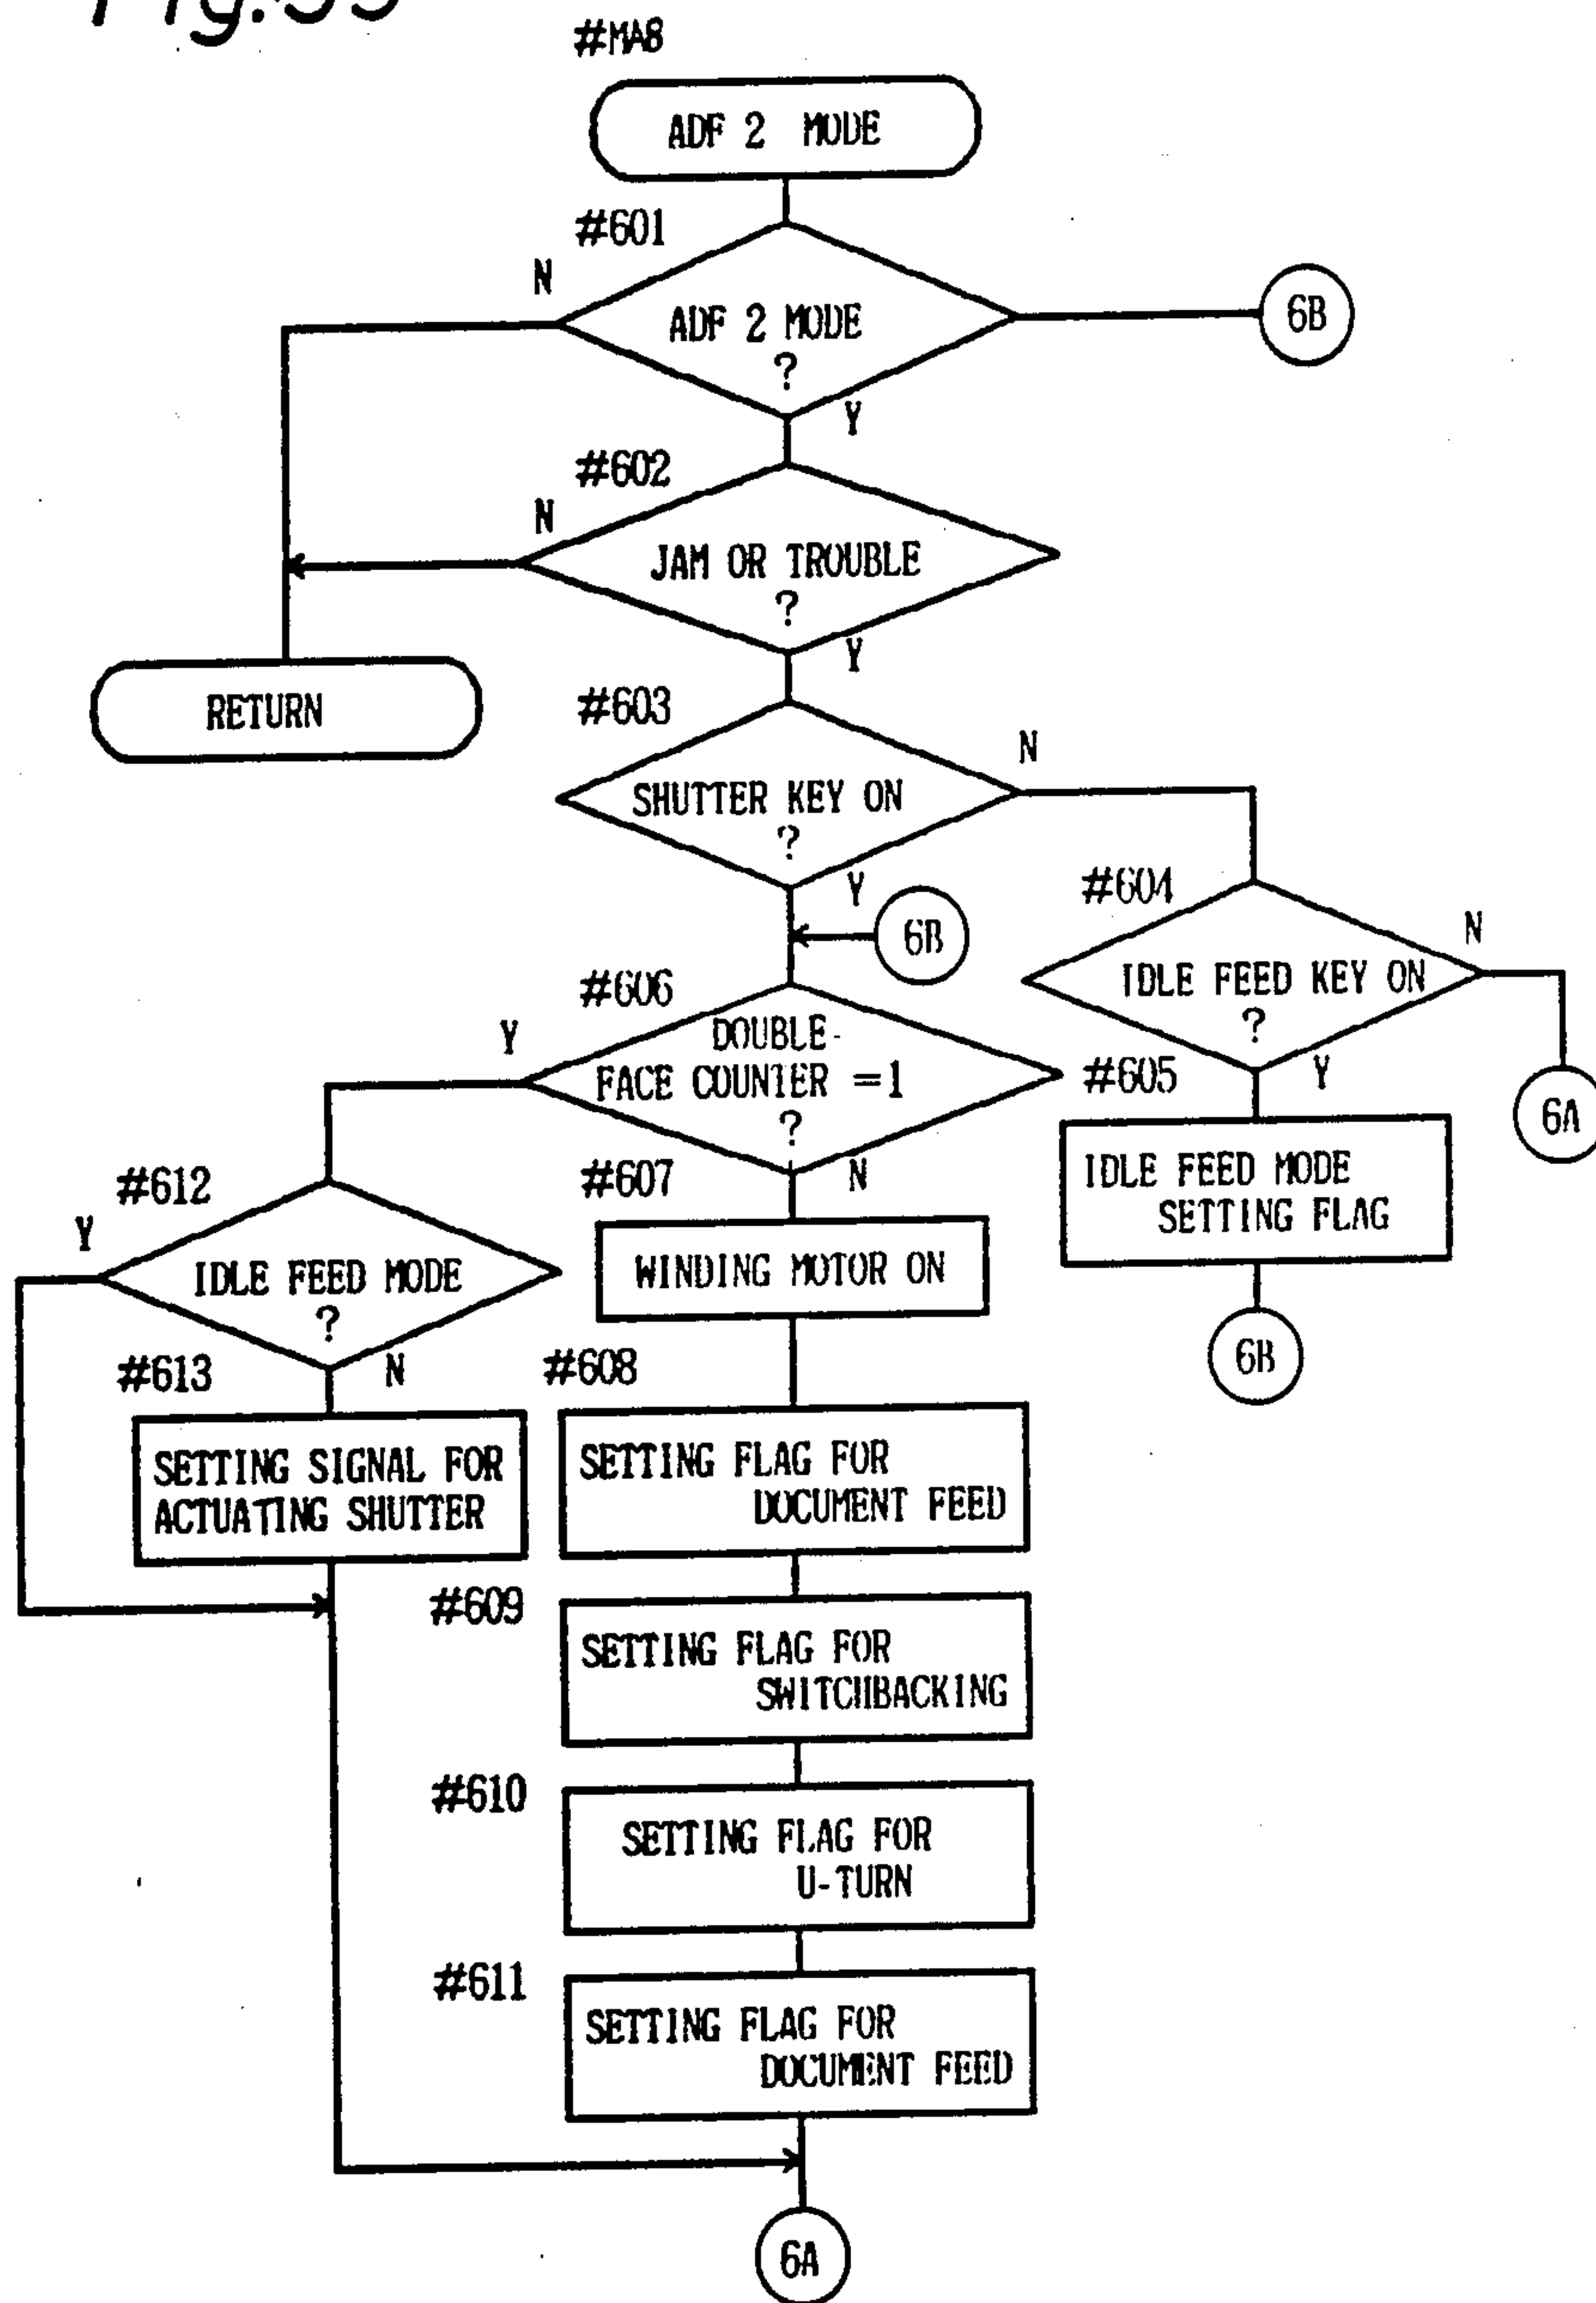 #MA8
ADF 2 MODE
#601
N
ADF 2 MODE
?
6B
Y
#602
N
JAM OR TROUBLE
?
Y
RETURN
#603
N
SHUTTER KEY ON
?
Y
6B
#604
N
IDLE FEED KEY ON
?
#606
Y
DOUBLE-
FACE COUNTER =1
?
#605
Y
6A
IDLE FEED MODE
SETTING FLAG
6B
#612
Y
IDLE FEED MODE
?
#607
N
WINDING MOTOR ON
#613
N
SETTING SIGNAL FOR
ACTUATING SHUTTER
#608
SETTING FLAG FOR
DOCUMENT FEED
#609
SETTING FLAG FOR
SWITCHBACKING
#610
SETTING FLAG FOR
U-TURN
#611
SETTING FLAG FOR
DOCUMENT FEED
6A